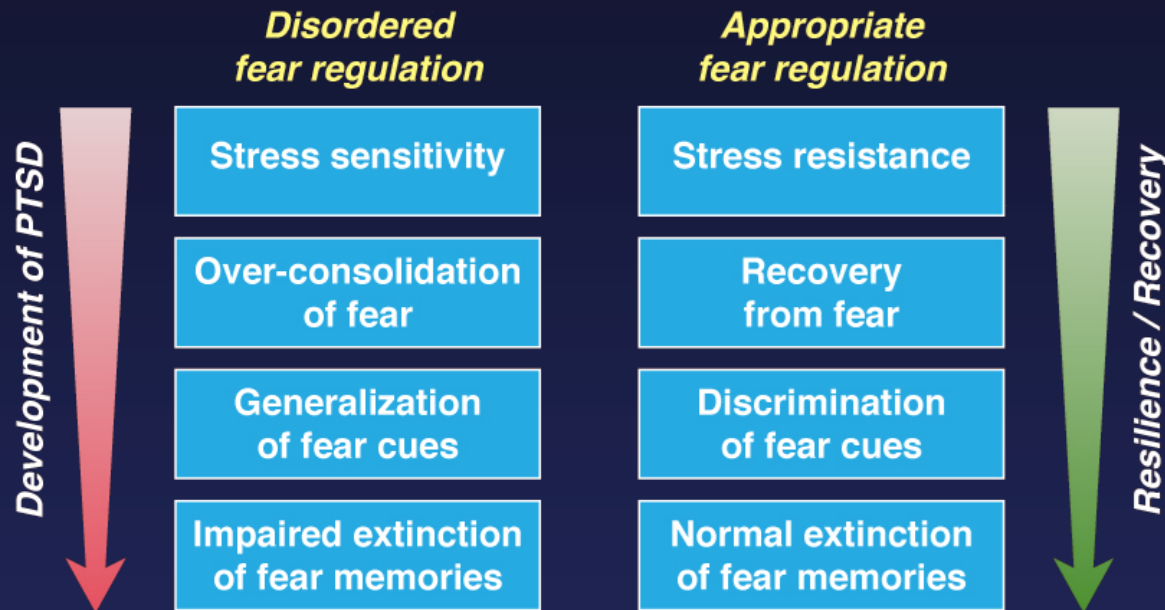 Disordered
fear regulation
Appropriate
fear regulation
Development of PTSD
Stress sensitivity
Stress resistance
Over-consolidation
of fear
Recovery
from fear
Generalization
of fear cues
Discrimination
of fear cues
Impaired extinction
of fear memories
Normal extinction
of fear memories
Resilience / Recovery